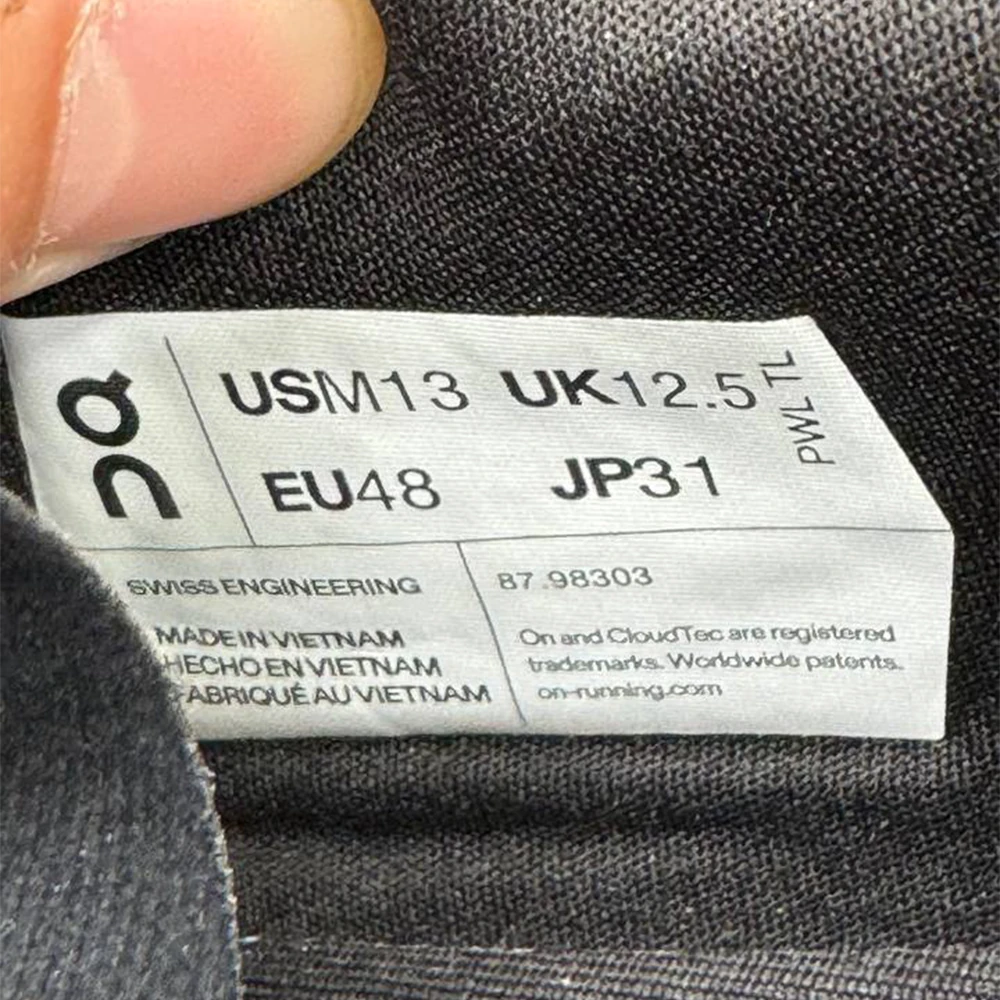 On
USM13 UK12.5
EU48 JP31
PWL TL
SWISS ENGINEERING
MADE IN VIETNAM
HECHO EN VIETNAM
FABRIQUÉ AU VIETNAM
87.98303
On and CloudTec are registered
trademarks. Worldwide patents.
on-running.com